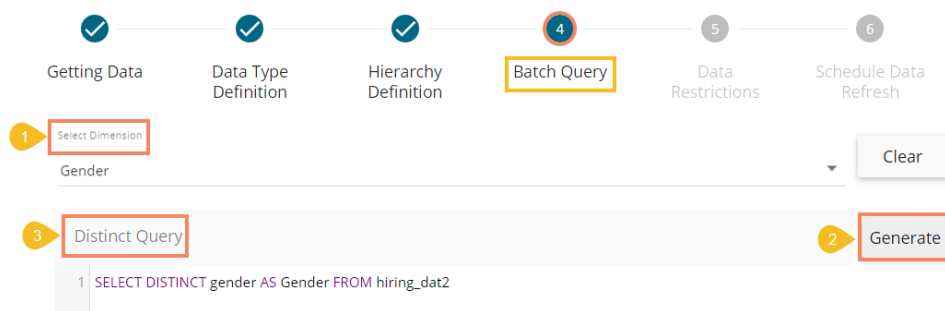 4 5 6
Getting Data Data Type Hierarchy Batch Query Data Schedule Data
Definition Definition Restrictions Refresh
1 Select Dimension
Gender Clear
3 Distinct Query 2 Generate
1 SELECT DISTINCT gender AS Gender FROM hiring_dat2